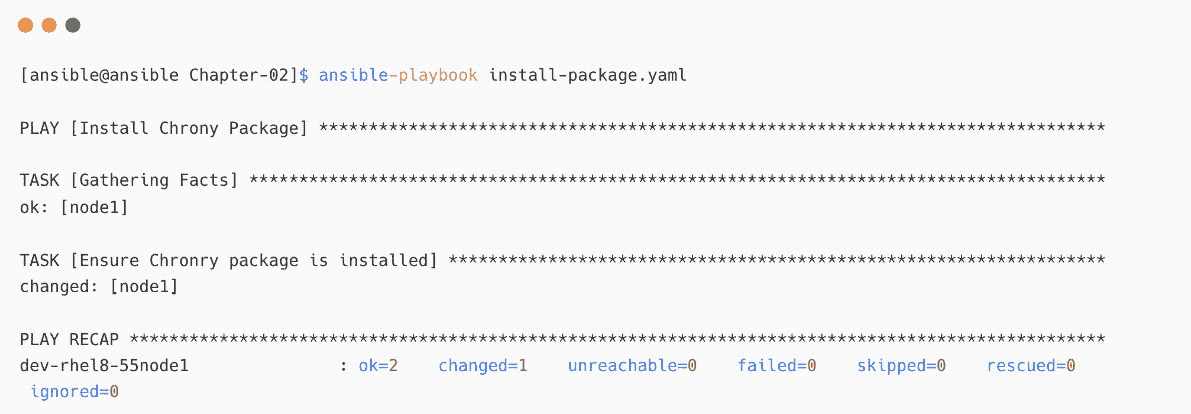 [ansible@ansible Chapter-02]$ ansible-playbook install-package.yaml
PLAY [Install Chrony Package] *******************************************************************************
TASK [Gathering Facts] **************************************************************************************
ok: [node1]
TASK [Ensure Chronry package is installed] ******************************************************************
changed: [node1]
PLAY RECAP **************************************************************************************************
dev-rhel8-55node1               : ok=2    changed=1    unreachable=0    failed=0    skipped=0    rescued=0
ignored=0